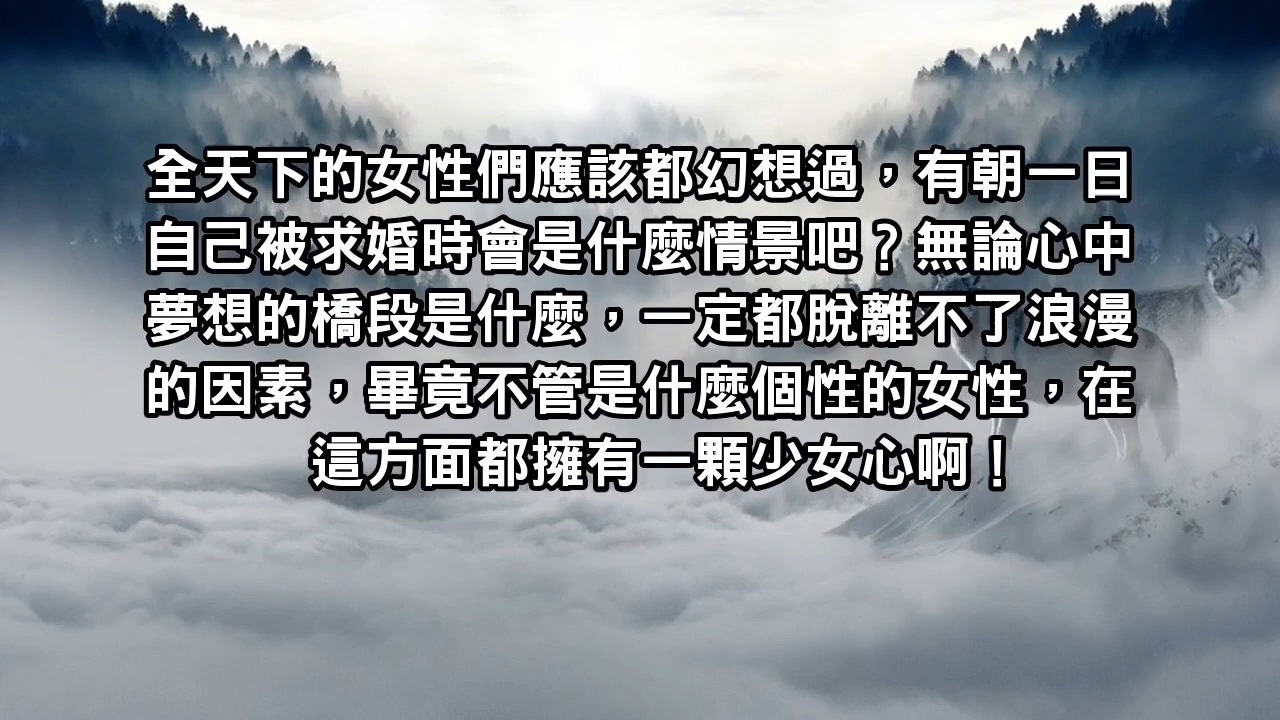 全天下的女性們應該都幻想過，有朝一日
自己被求婚時會是什麼情景吧？無論心中
夢想的橋段是什麼，一定都脫離不了浪漫
的因素，畢竟不管是什麼個性的女性，在
這方面都擁有一顆少女心啊！